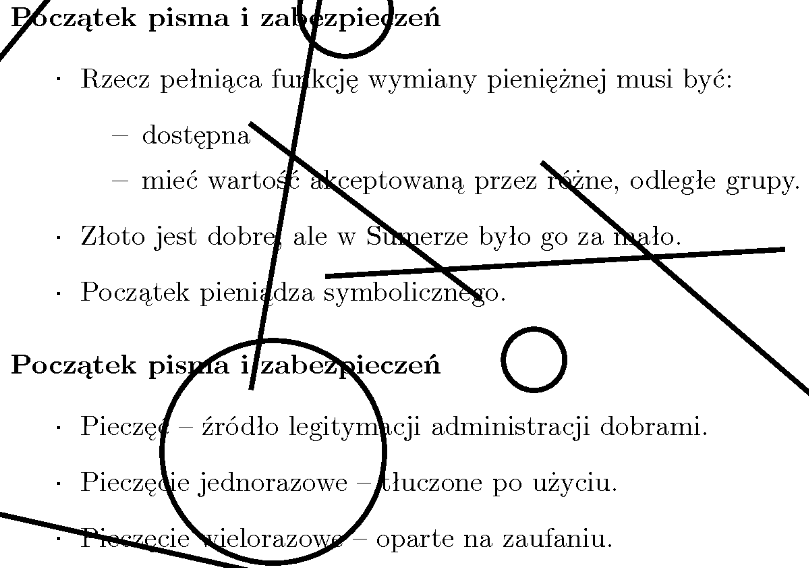 Początek pisma i zabezpieczeń
· Rzecz pełniąca funkcję wymiany pieniężnej musi być:
– dostępna
– mieć wartość akceptowaną przez różne, odległe grupy.
· Złoto jest dobre, ale w Sumerze było go za mało.
· Początek pieniądza symbolicznego.
Początek pisma i zabezpieczeń
· Pieczęć – źródło legitymacji administracji dobrami.
· Pieczęcie jednorazowe – tłuczone po użyciu.
· Pieczęcie wielorazowe – oparte na zaufaniu.